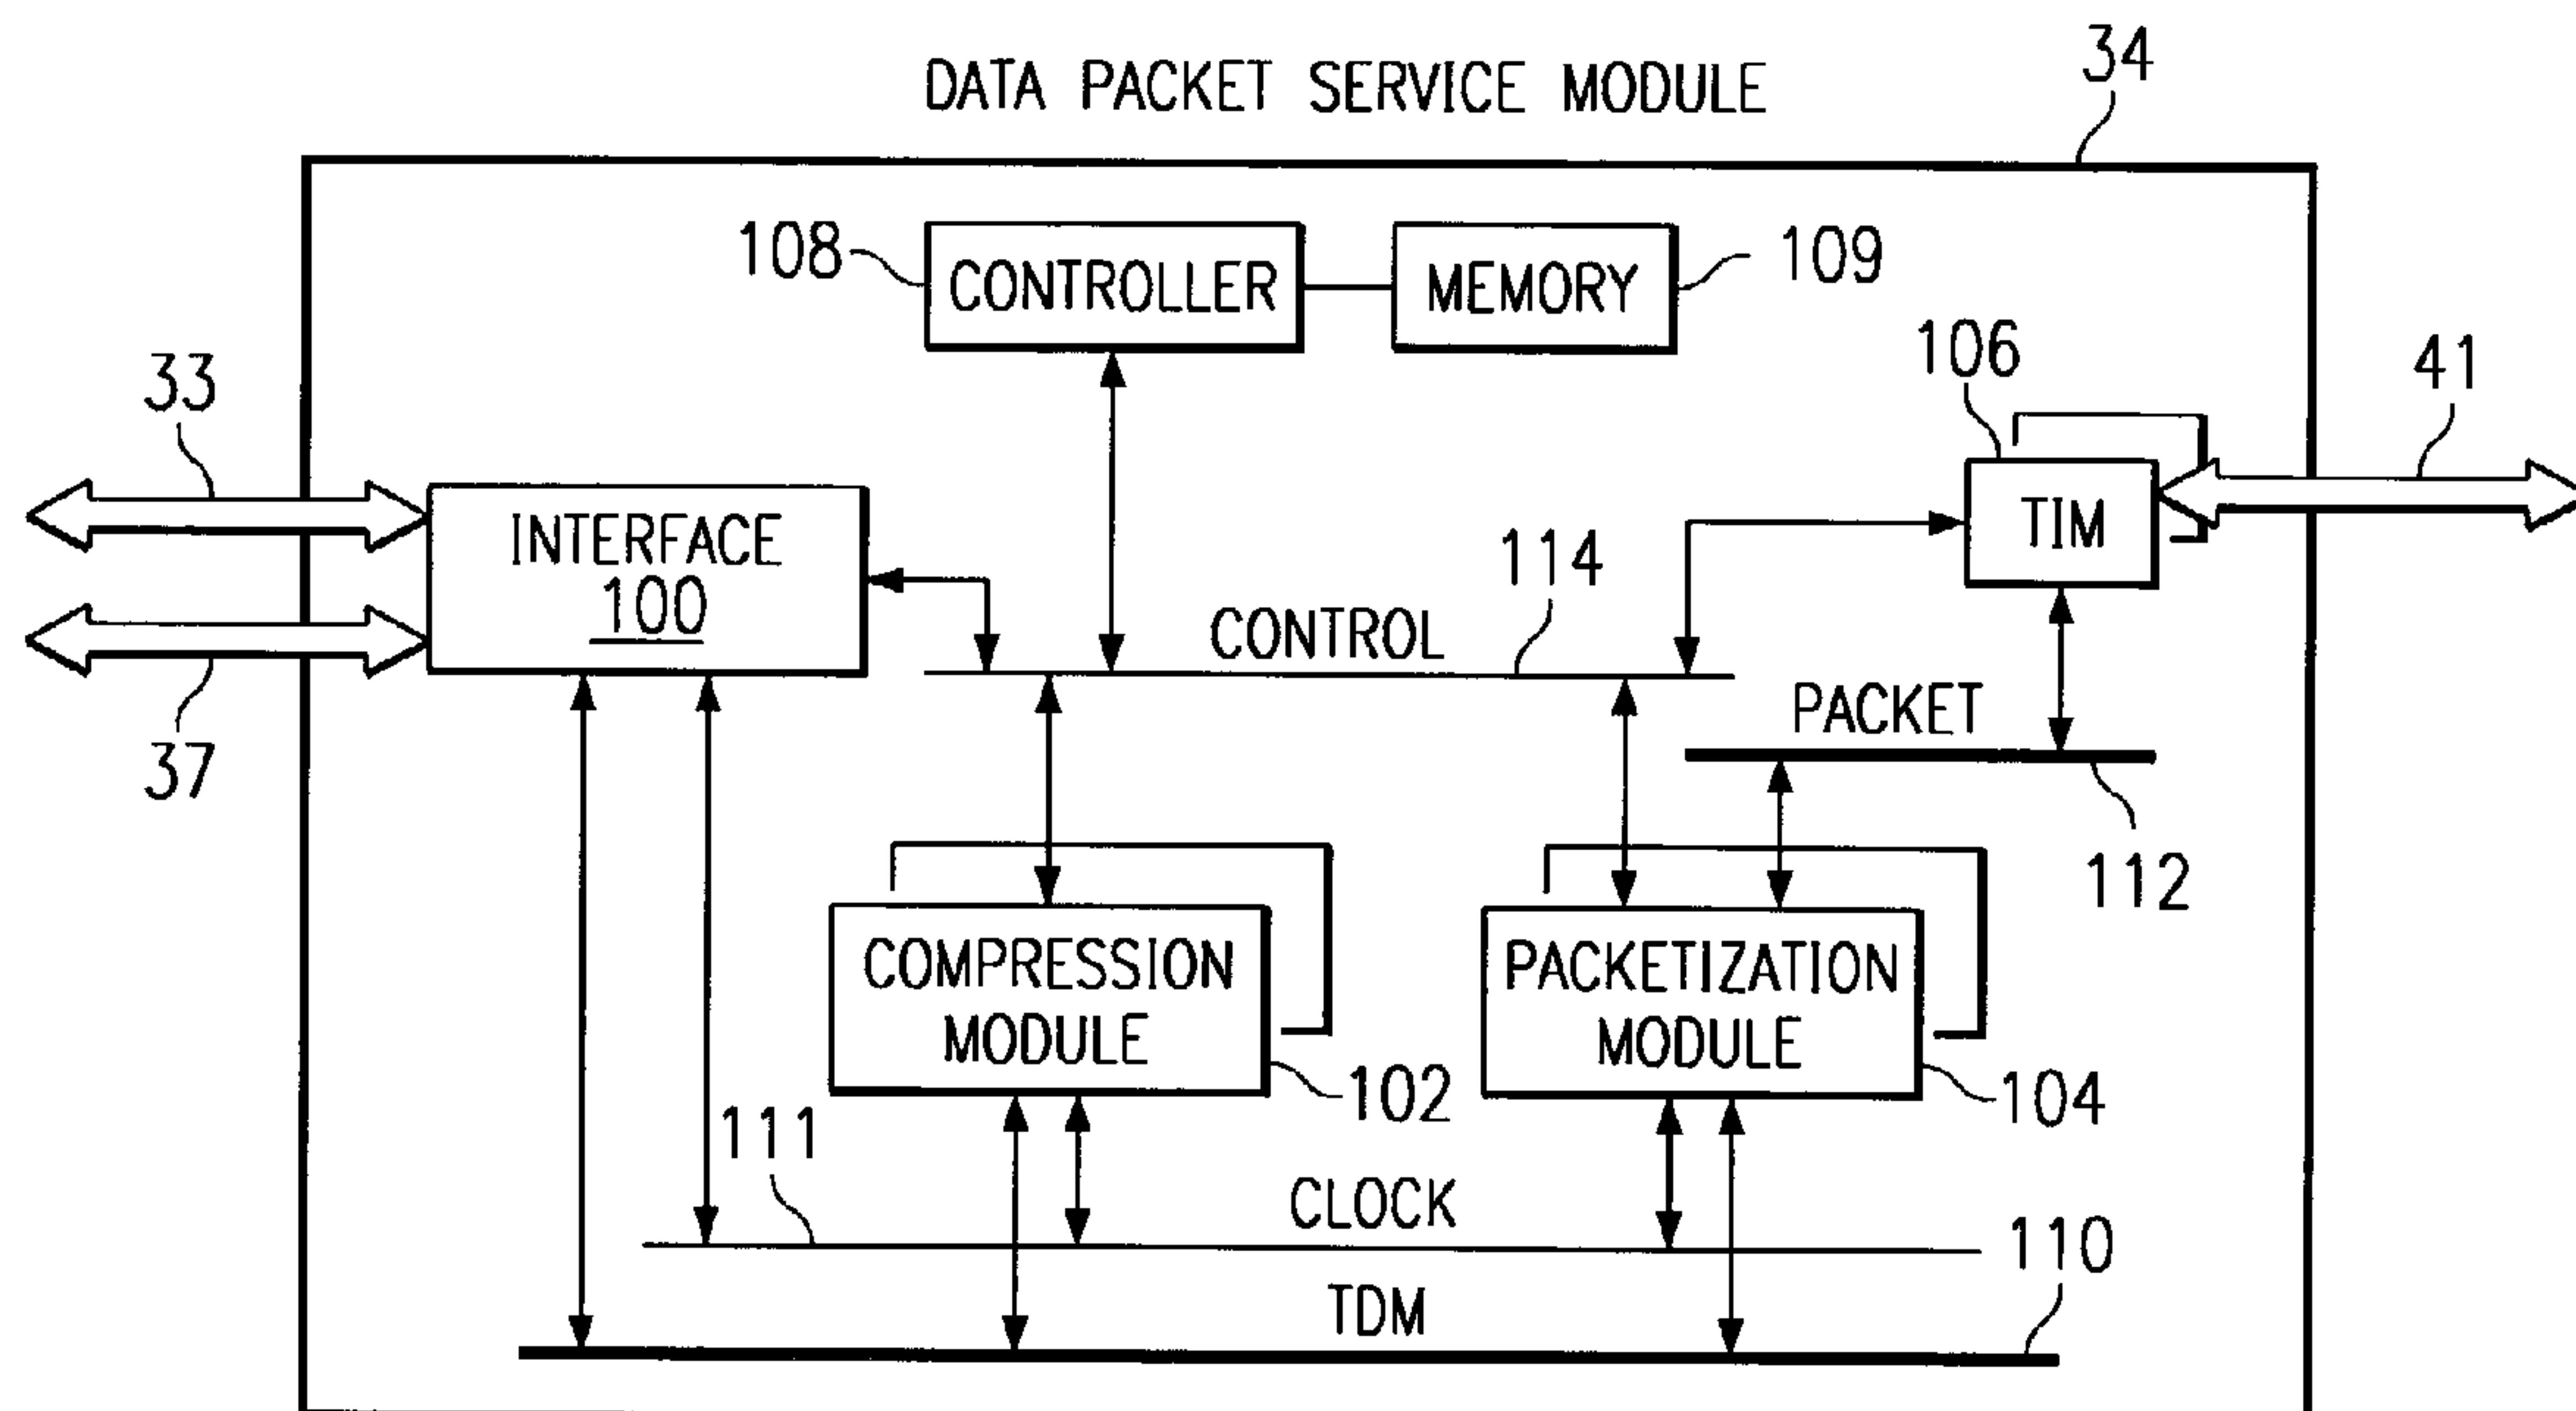 DATA PACKET SERVICE MODULE
34
108
CONTROLLER
MEMORY
109
33
106
41
INTERFACE
100
TIM
114
CONTROL
37
PACKET
112
COMPRESSION
MODULE
102
PACKETIZATION
MODULE
104
111
CLOCK
110
TDM